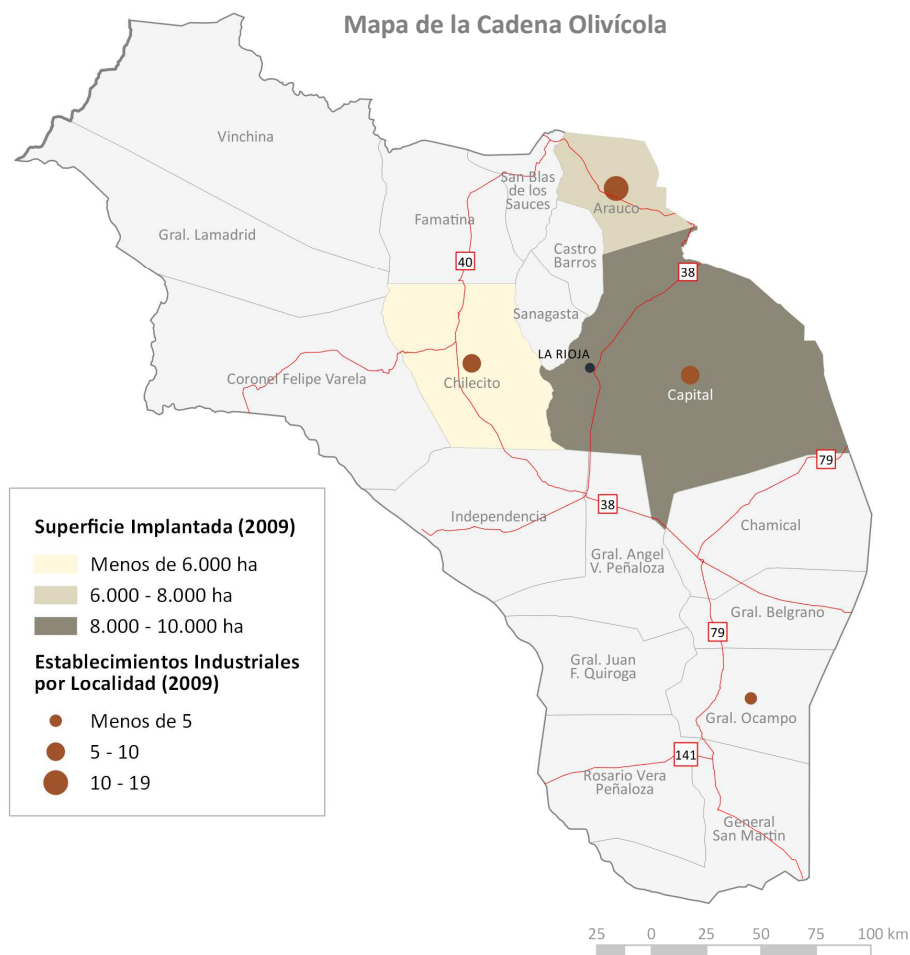 Mapa de la Cadena Olivícola
Vinchina
San Blas
de los
Sauces
Arauco
Famatina
Gral. Lamadrid
Castro
Barros
40
38
Sanagasta
LA RIOJA
Coronel Felipe Varela
Chilecito
Capital
79
38
Independencia
Chamical
Gral. Angel
V. Peñaloza
Gral. Belgrano
79
Gral. Juan
F. Quiroga
Gral. Ocampo
141
Rosario Vera
Peñaloza
General
San Martin
Superficie Implantada (2009)
Menos de 6.000 ha
6.000 - 8.000 ha
8.000 - 10.000 ha
Establecimientos Industriales
por Localidad (2009)
Menos de 5
5 - 10
10 - 19
25 0 25 50 75 100 km